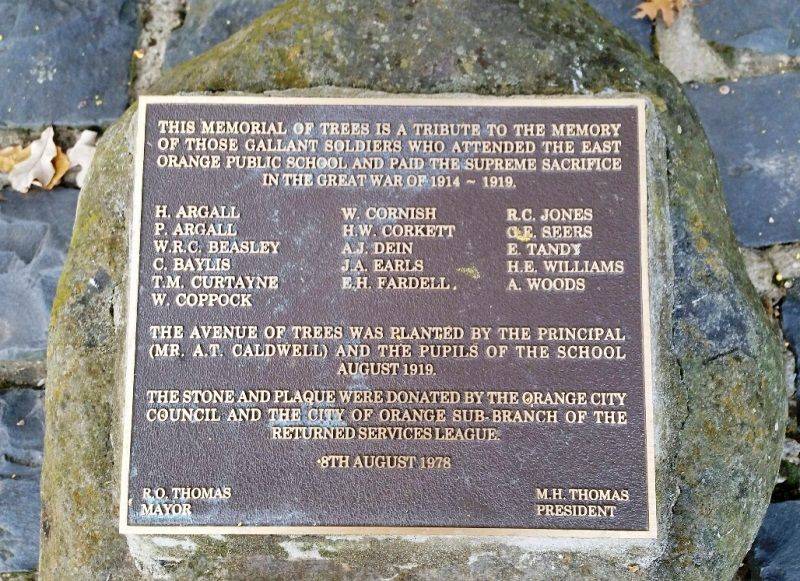 THIS MEMORIAL OF TREES IS A TRIBUTE TO THE MEMORY
OF THOSE GALLANT SOLDIERS WHO ATTENDED THE EAST
ORANGE PUBLIC SCHOOL AND PAID THE SUPREME SACRIFICE
IN THE GREAT WAR OF 1914 ~ 1919.
H. ARGALL
P. ARGALL
W.R.C. BEASLEY
C. BAYLIS
T.M. CURTAYNE
W. COPPOCK
W. CORNISH
H.W. CORKETT
A.J. DEIN
J.A. EARLS
E.H. FARDELL.
R.C. JONES
SEERS
E. TANDY
H.E. WILLIAMS
A. WOODS
THE AVENUE OF TREES WAS PLANTED BY THE PRINCIPAL
(MR. A.T. CALDWELL) AND THE PUPILS OF THE SCHOOL
AUGUST 1919.
THE STONE AND PLAQUE WERE DONATED BY THE ORANGE CITY
COUNCIL AND THE CITY OF ORANGE SUB-BRANCH OF THE
RETURNED SERVICES LEAGUE.
8TH AUGUST 1978
R.O. THOMAS
MAYOR
M.H. THOMAS
PRESIDENT